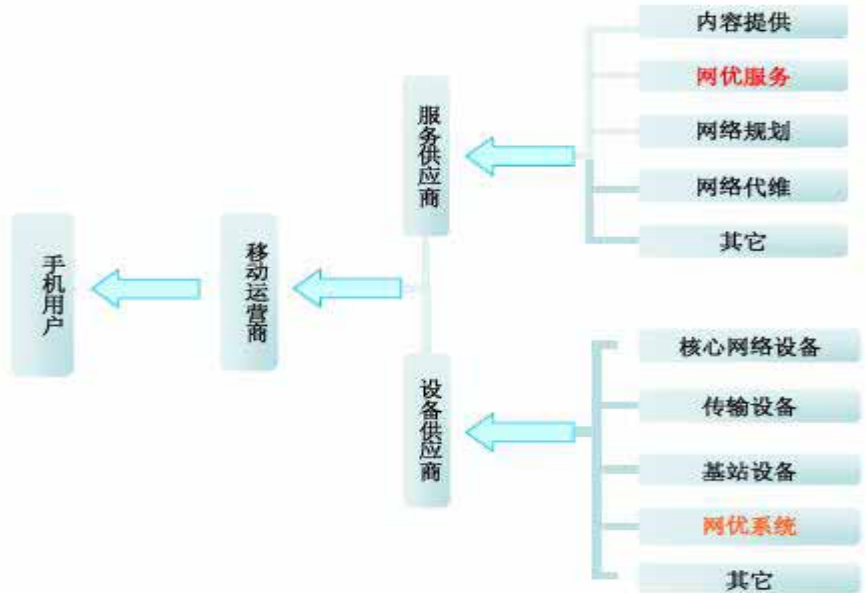 内容提供
网优服务
网络规划
网络代维
其它
服务供应商
手机用户
移动运营商
设备供应商
核心网络设备
传输设备
基站设备
网优系统
其它